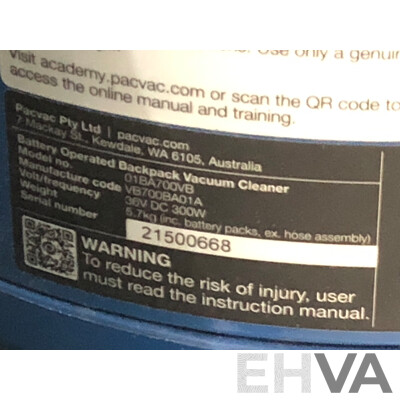 Use only a genuin
Visit academy.pacvac.com or scan the QR code to
access the online manual and training.
Pacvac Pty Ltd | pacvac.com
7 Mackay St., Kewdale, WA 6105, Australia
Battery Operated Backpack Vacuum Cleaner
Model no. 01BA700VB
Manufacture code VB700BA01A
Volt/frequency 36V DC 300W
Weight 5.7kg (inc. battery packs, ex. hose assembly)
Serial number 21500668
WARNING
To reduce the risk of injury, user
must read the instruction manual.
EHVA